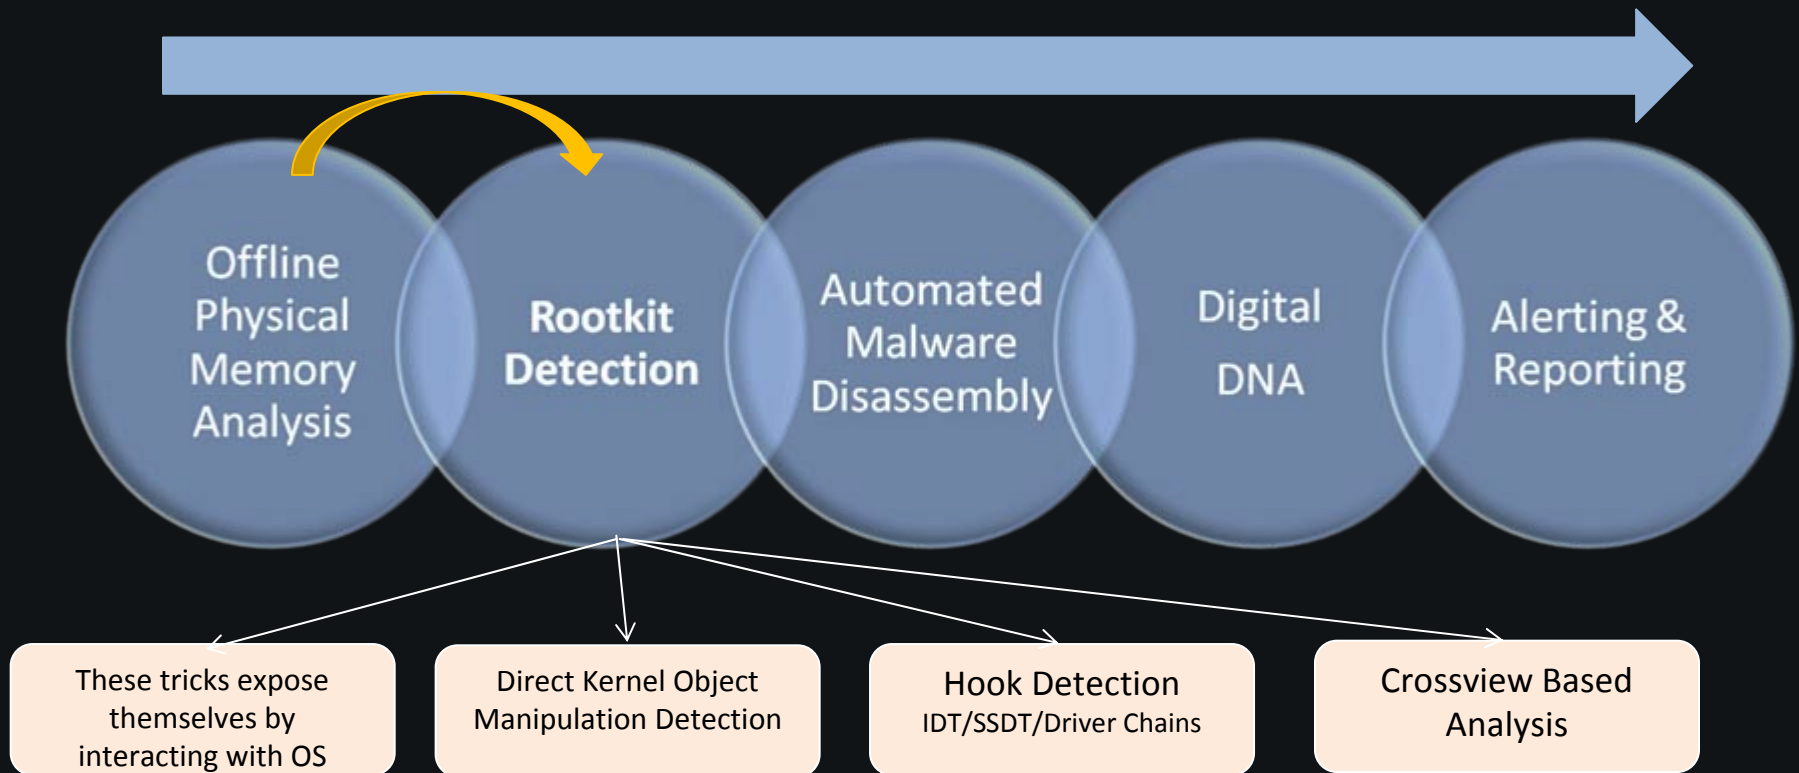 Offline
Physical
Memory
Analysis
Rootkit
Detection
Automated
Malware
Disassembly
Digital
DNA
Alerting &
Reporting
These tricks expose
themselves by
interacting with OS
Direct Kernel Object
Manipulation Detection
Hook Detection
IDT/SSDT/Driver Chains
Crossview Based
Analysis